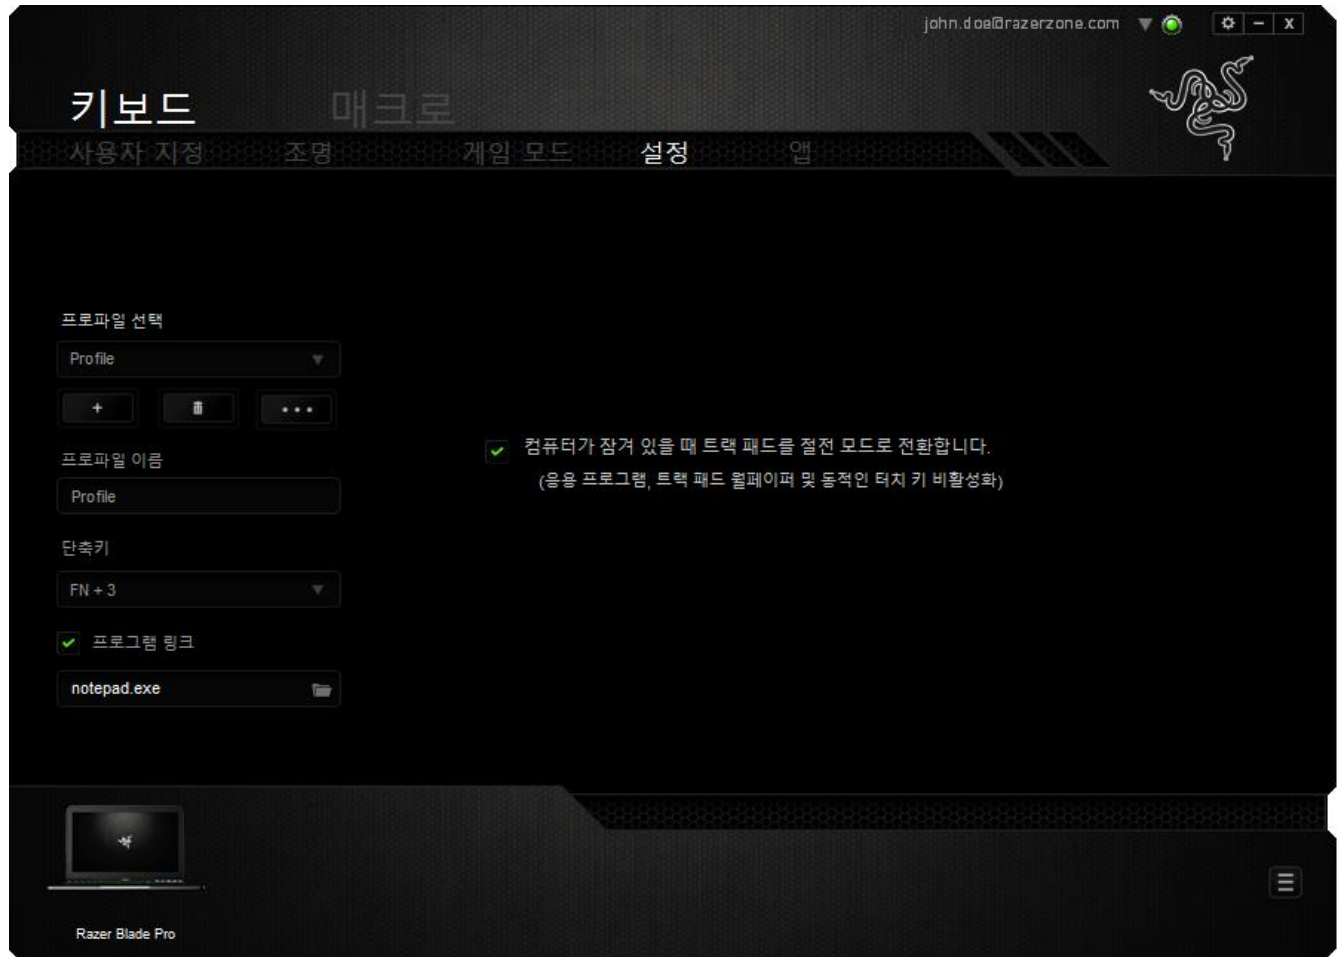 john.doe@razerzone.com
키보드 매크로
사용자 지정 조명 게임 모드 설정 앱
프로파일 선택
Profile
프로파일 이름
Profile
단축키
FN + 3
프로그램 링크
notepad.exe
컴퓨터가 잠겨 있을 때 트랙 패드를 절전 모드로 전환합니다.
(응용 프로그램, 트랙 패드 월페이퍼 및 동적인 터치 키 비활성화)
Razer Blade Pro